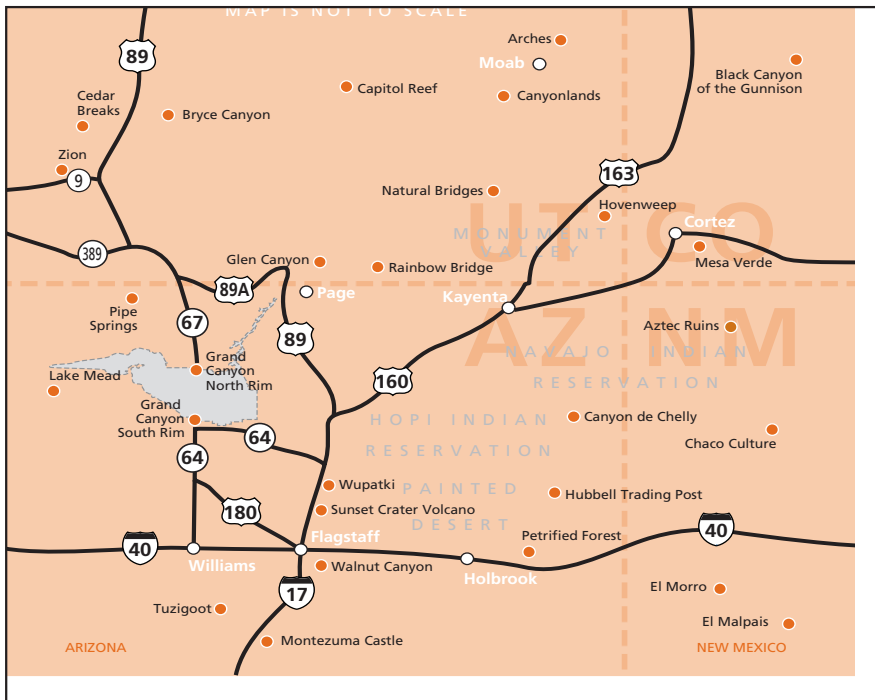 MAP IS NOT TO SCALE
Arches
89
Moab
Black Canyon
of the Gunnison
Capitol Reef
Canyonlands
Cedar
Breaks
Bryce Canyon
Zion
9
163
Natural Bridges
Hovenweep
UT CO
Cortez
MONUMENT
VALLEY
389
Glen Canyon
Rainbow Bridge
Mesa Verde
89A
Page
Kayenta
Pipe
Springs
67
89
Aztec Ruins
AZ NM
NAVAJO INDIAN
RESERVATION
Grand
Canyon
North Rim
Lake Mead
160
Grand
Canyon
South Rim
HOPI INDIAN
RESERVATION
Canyon de Chelly
Chaco Culture
64
64
Wupatki
PAINTED
DESERT
Hubbell Trading Post
180
Sunset Crater Volcano
Flagstaff
Petrified Forest
40
40
Williams
Walnut Canyon
Holbrook
17
El Morro
Tuzigoot
El Malpais
Montezuma Castle
ARIZONA
NEW MEXICO